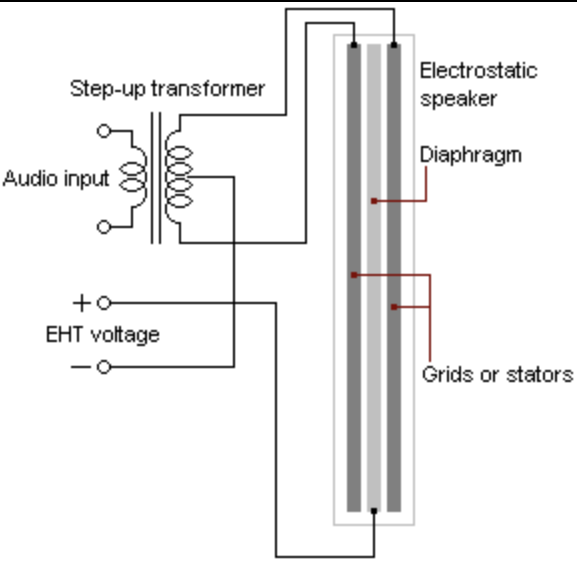 Step-up transformer
Electrostatic
speaker
Diaphragm
Audio input
+
EHT voltage
−
Grids or stators